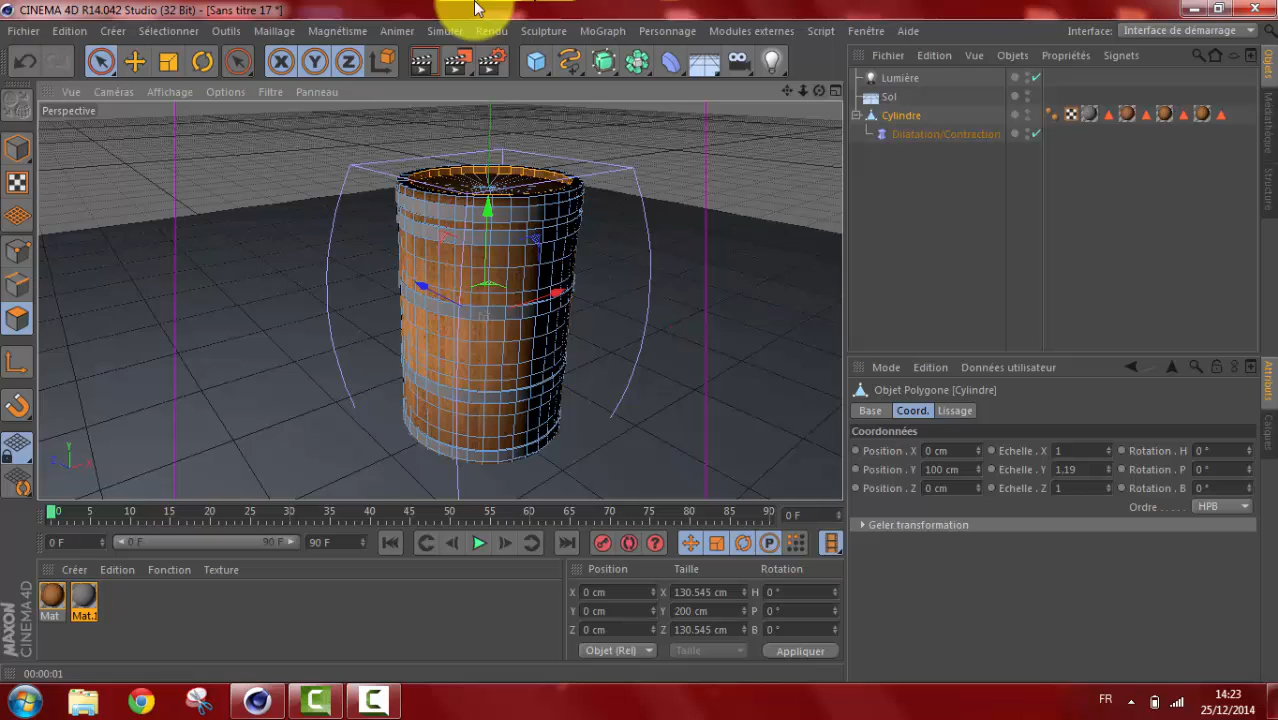 CINEMA 4D R14.042 Studio (32 Bit) - [Sans titre 17 *]
Fichier Edition Créer Sélectionner Outils Maillage Magnétisme Animer Simuler Rendu Sculpture MoGraph Personnage Modules externes Script Fenêtre Aide Interface: Interface de démarrage
X Y Z
Fichier Edition Vue Objets Propriétés Signets
Vue Caméras Affichage Options Filtre Panneau
Perspective
Lumière
Sol
Cylindre
Dilatation/Contraction
Objets
Médiathèque
Structure
Mode Edition Données utilisateur
Objet Polygone [Cylindre]
Base Coord. Lissage
Coordonnées
Position . X 0 cm Echelle . X 1 Rotation . H 0 °
Position . Y 100 cm Echelle . Y 1.19 Rotation . P 0 °
Position . Z 0 cm Echelle . Z 1 Rotation . B 0 °
Ordre . . . . . HPB
Geler transformation
Attributs
Calques
Y
X
Z
0 5 10 15 20 25 30 35 40 45 50 55 60 65 70 75 80 85 90 0 F
0 F 0 F 90 F 90 F
P
Créer Edition Fonction Texture
Mat Mat.1
Position Taille Rotation
X 0 cm X 130.545 cm H 0 °
Y 0 cm Y 200 cm P 0 °
Z 0 cm Z 130.545 cm B 0 °
Objet (Rel) Taille Appliquer
MAXON
CINEMA 4D
00:00:01
FR
14:23
25/12/2014